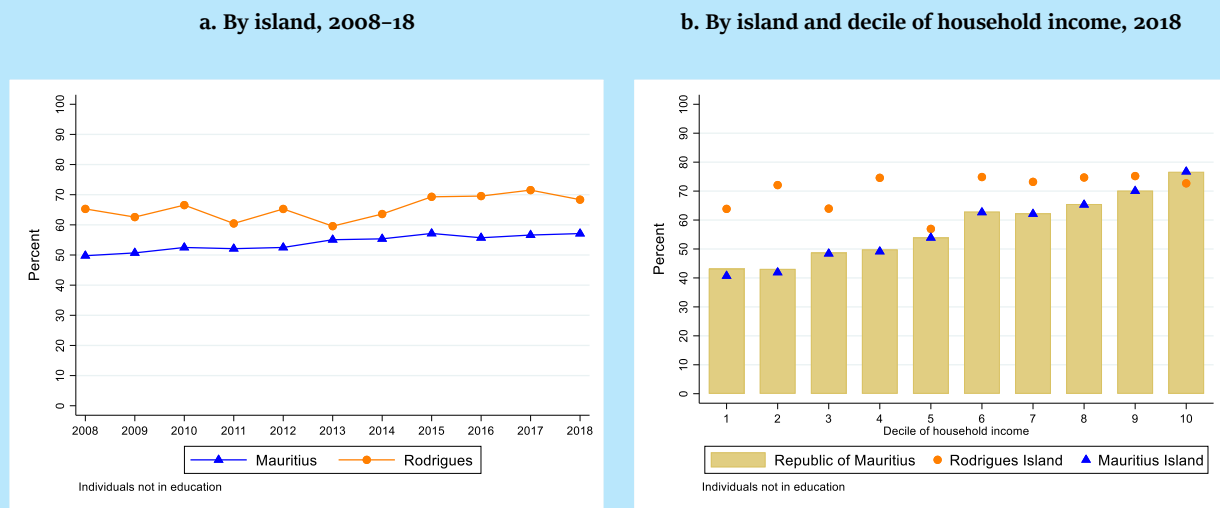 a. By island, 2008–18
Percent
100
90
80
70
60
50
40
30
20
10
0
2008 2009 2010 2011 2012 2013 2014 2015 2016 2017 2018
Mauritius Rodrigues
Individuals not in education
b. By island and decile of household income, 2018
Percent
100
90
80
70
60
50
40
30
20
10
0
1 2 3 4 5 6 7 8 9 10
Decile of household income
Republic of Mauritius Rodrigues Island Mauritius Island
Individuals not in education